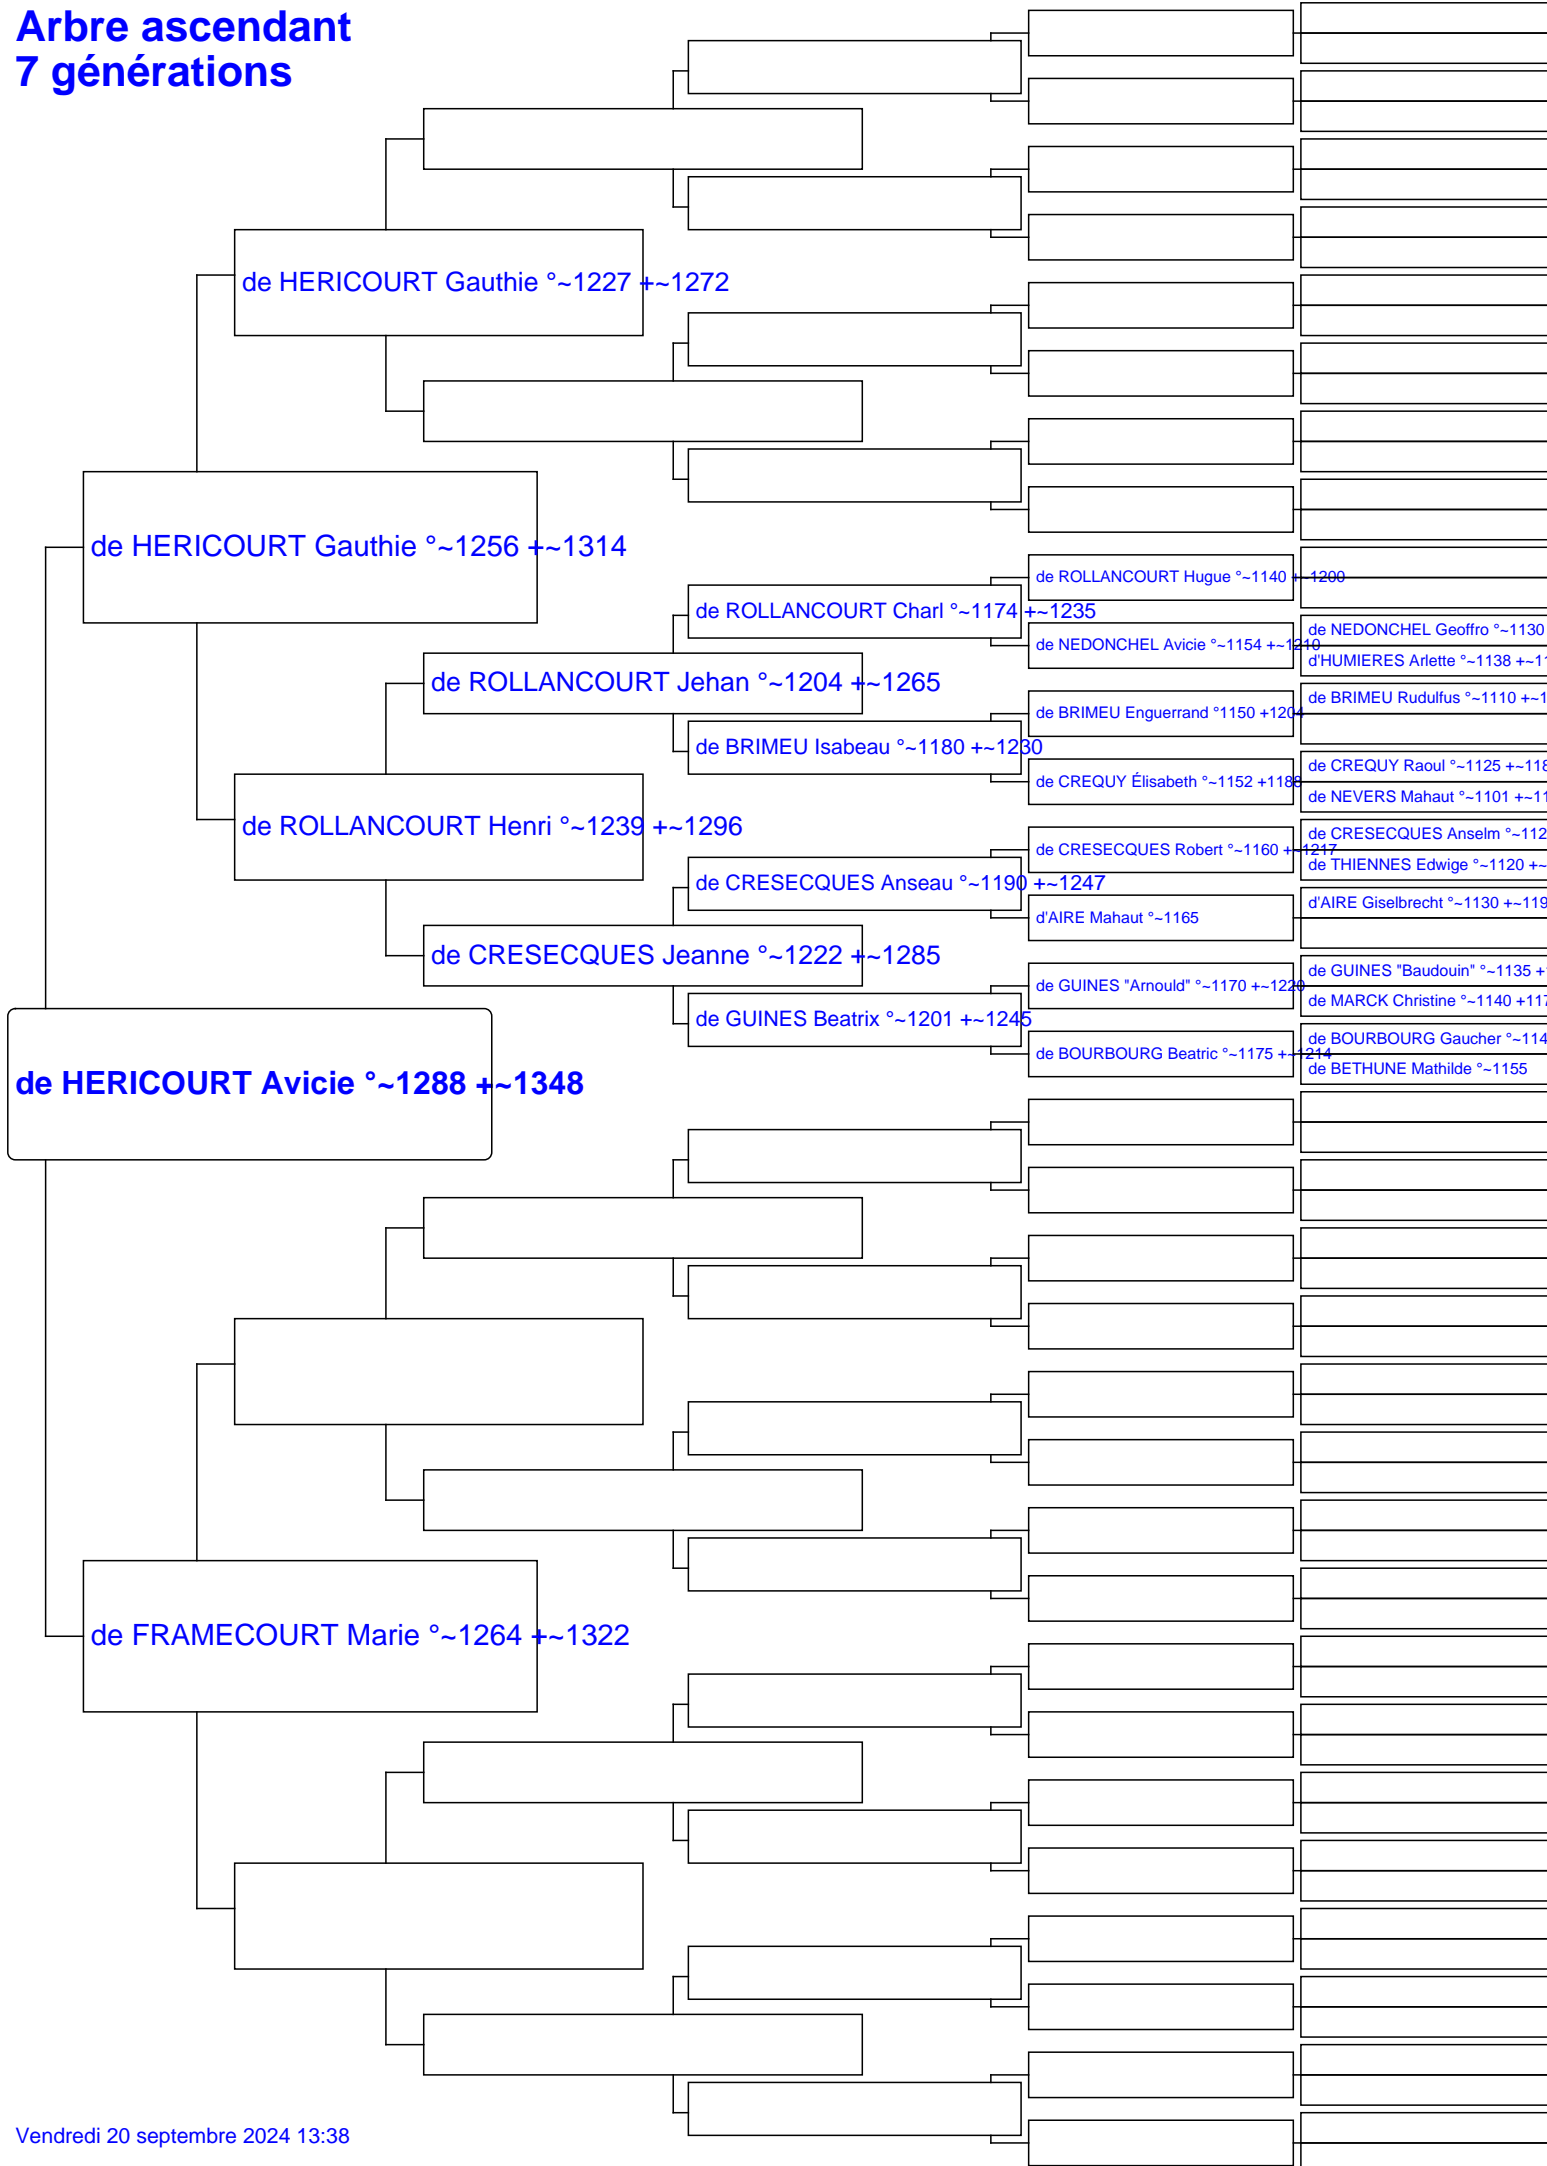 Arbre ascendant
7 générations
de HERICOURT Gauthie °~1227 +~1272
de HERICOURT Gauthie °~1256 +~1314
de ROLLANCOURT Hugue °~1140 +~1200
de ROLLANCOURT Charl °~1174 +~1235
de NEDONCHEL Geoffro °~1130
de NEDONCHEL Avicie °~1154 +~1210
d'HUMIERES Arlette °~1138 +~1
de ROLLANCOURT Jehan °~1204 +~1265
de BRIMEU Rudulfus °~1110 +~1
de BRIMEU Enguerrand °1150 +1204
de BRIMEU Isabeau °~1180 +~1230
de CREQUY Raoul °~1125 +~118
de CREQUY Élisabeth °~1152 +1188
de NEVERS Mahaut °~1101 +~11
de ROLLANCOURT Henri °~1239 +~1296
de CRESECQUES Anselm °~112
de CRESECQUES Robert °~1160 +~1217
de THIENNES Edwige °~1120 +~
de CRESECQUES Anseau °~1190 +~1247
d'AIRE Giselbrecht °~1130 +~119
d'AIRE Mahaut °~1165
de CRESECQUES Jeanne °~1222 +~1285
de GUINES "Baudouin" °~1135 +
de GUINES "Arnould" °~1170 +~1220
de MARCK Christine °~1140 +117
de GUINES Beatrix °~1201 +~1245
de BOURBOURG Gaucher °~114
de BOURBOURG Beatric °~1175 +~1214
de BETHUNE Mathilde °~1155
de HERICOURT Avicie °~1288 +~1348
de FRAMECOURT Marie °~1264 +~1322
Vendredi 20 septembre 2024 13:38